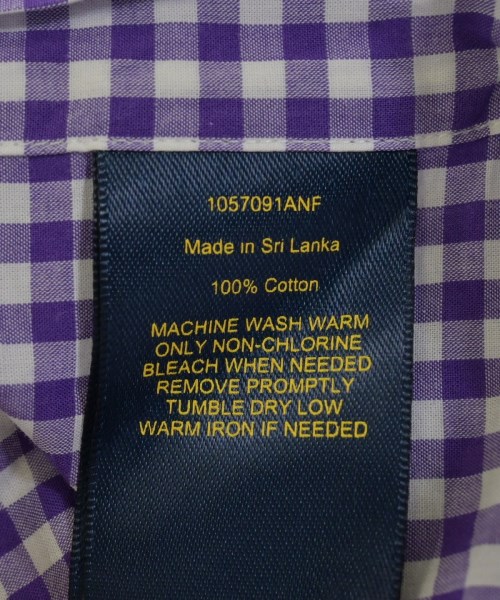 1057091ANF
Made in Sri Lanka
100% Cotton
MACHINE WASH WARM
ONLY NON-CHLORINE
BLEACH WHEN NEEDED
REMOVE PROMPTLY
TUMBLE DRY LOW
WARM IRON IF NEEDED